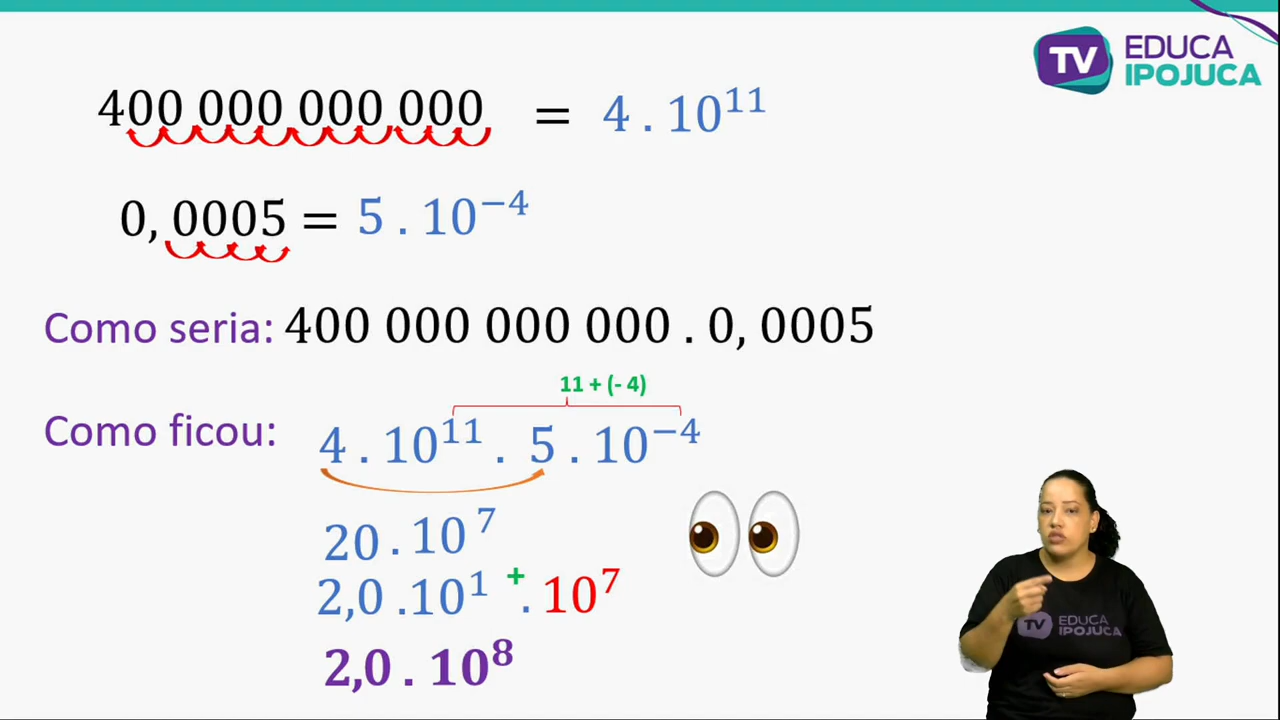 TV EDUCA
IPOJUCA
400 000 000 000 = 4 . 10¹¹
0, 0005 = 5 . 10⁻⁴
Como seria: 400 000 000 000 . 0, 0005
11 + (- 4)
Como ficou: 4 . 10¹¹ . 5 . 10⁻⁴
20 . 10⁷
2,0 .10¹ + . 10⁷
2,0 . 10⁸
TV EDUCA
IPOJUCA